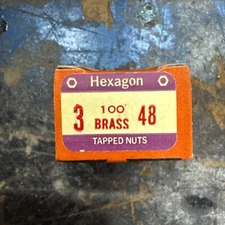 Hexagon
3 100 BRASS 48
TAPPED NUTS